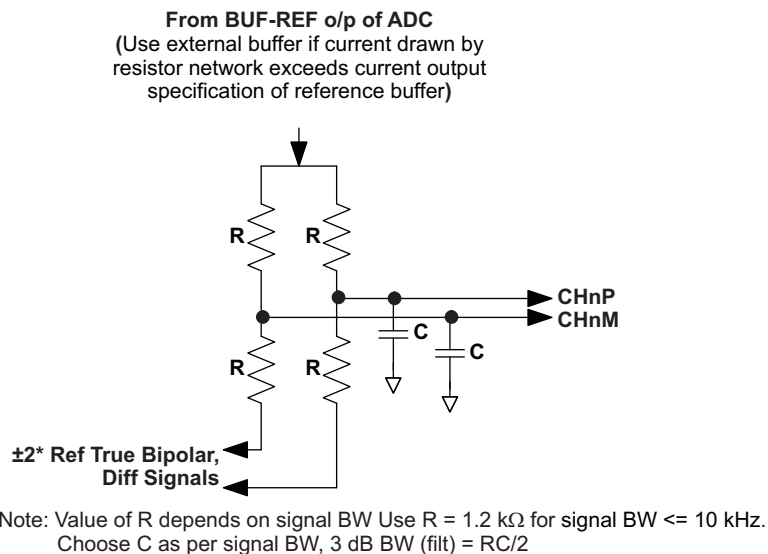 From BUF-REF o/p of ADC
(Use external buffer if current drawn by
resistor network exceeds current output
specification of reference buffer)
R
R
CHnP
CHnM
C
C
R
R
±2* Ref True Bipolar,
Diff Signals
Note: Value of R depends on signal BW Use R = 1.2 kΩ for signal BW <= 10 kHz.
Choose C as per signal BW, 3 dB BW (filt) = RC/2